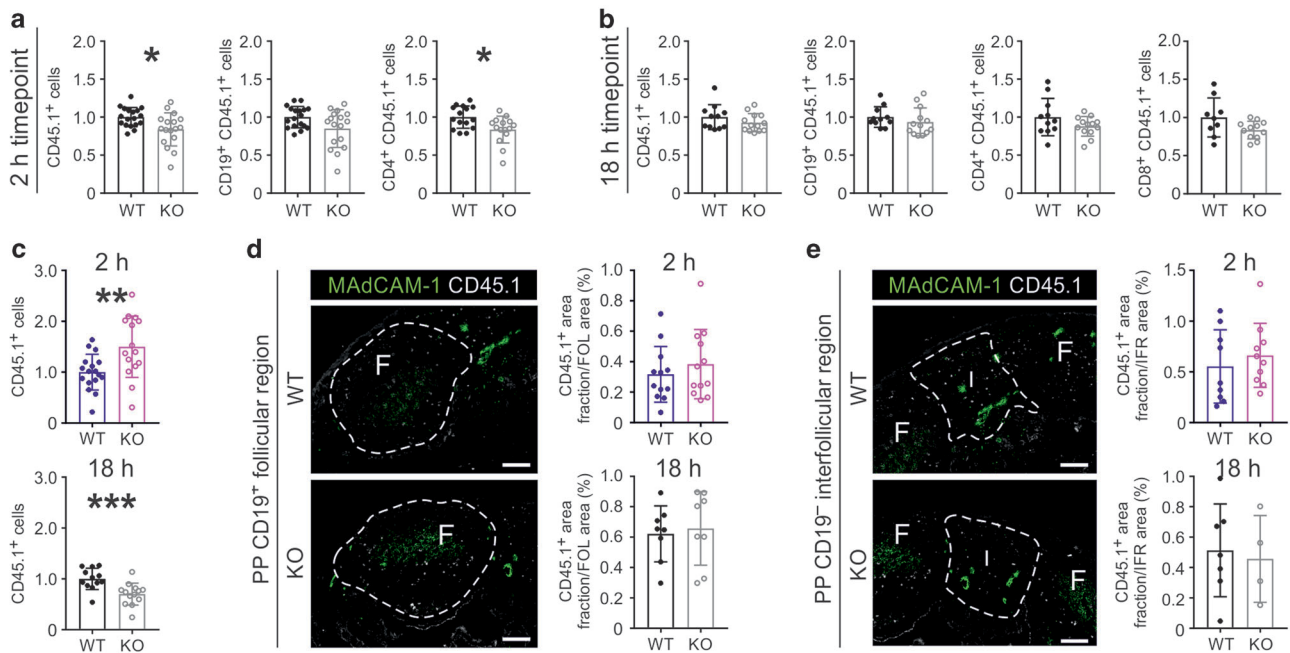 a
2 h timepoint
CD45.1⁺ cells
2.0
1.5
1.0
0.5
0
*
WT KO
CD19⁺ CD45.1⁺ cells
2.0
1.5
1.0
0.5
0
WT KO
CD4⁺ CD45.1⁺ cells
2.0
1.5
1.0
0.5
0
*
WT KO
b
18 h timepoint
CD45.1⁺ cells
2.0
1.5
1.0
0.5
0
WT KO
CD19⁺ CD45.1⁺ cells
2.0
1.5
1.0
0.5
0
WT KO
CD4⁺ CD45.1⁺ cells
2.0
1.5
1.0
0.5
0
WT KO
CD8⁺ CD45.1⁺ cells
2.0
1.5
1.0
0.5
0
WT KO
c
2 h
CD45.1⁺ cells
3.0
2.0
1.0
0
**
WT KO
18 h
CD45.1⁺ cells
3.0
2.0
1.0
0
***
WT KO
d
PP CD19⁺ follicular region
MAdCAM-1 CD45.1
WT
F
KO
F
2 h
CD45.1⁺ area
fraction/FOL area (%)
1.0
0.8
0.6
0.4
0.2
0
WT KO
18 h
CD45.1⁺ area
fraction/FOL area (%)
1.0
0.8
0.6
0.4
0.2
0
WT KO
e
PP CD19⁻ interfollicular region
MAdCAM-1 CD45.1
WT
F
I
F
KO
F
I
F
2 h
CD45.1⁺ area
fraction/IFR area (%)
1.5
1.0
0.5
0
WT KO
18 h
CD45.1⁺ area
fraction/IFR area (%)
1.0
0.8
0.6
0.4
0.2
0
WT KO